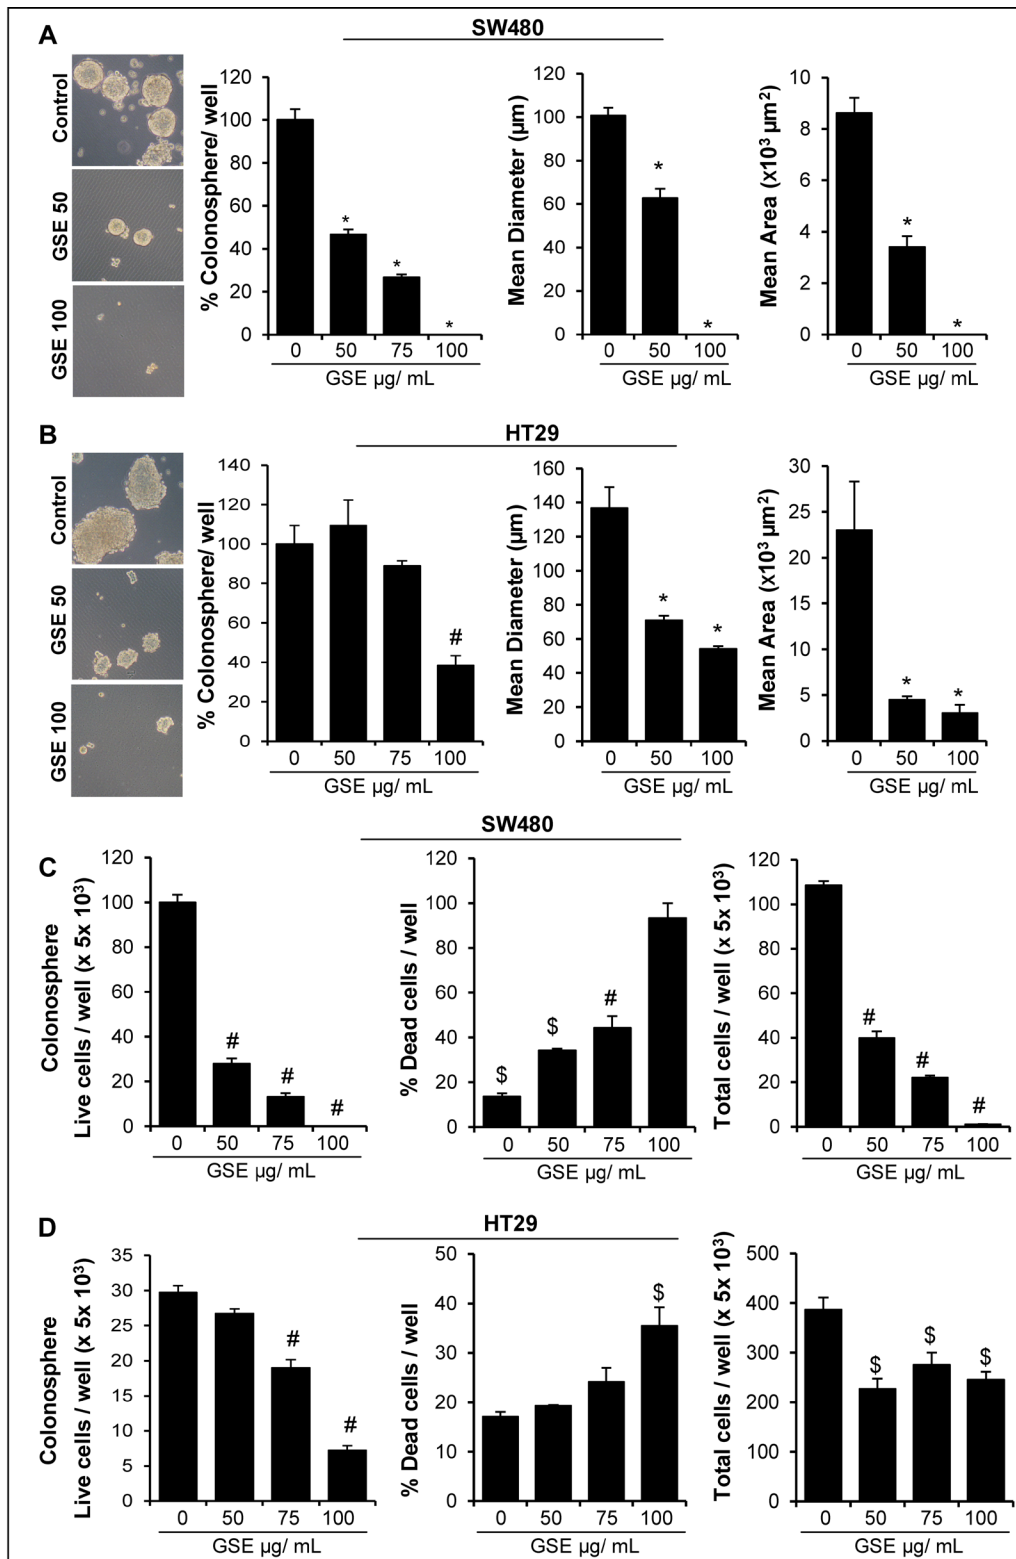 A
SW480
Control
GSE 50
GSE 100
% Colonosphere/ well
120
100
80
60
40
20
0
*
*
*
0 50 75 100
GSE µg/ mL
Mean Diameter (µm)
120
100
80
60
40
20
0
*
*
0 50 100
GSE µg/ mL
Mean Area (x10³ µm²)
10
8
6
4
2
0
*
*
0 50 100
GSE µg/ mL
B
HT29
Control
GSE 50
GSE 100
% Colonosphere/ well
140
120
100
80
60
40
20
0
#
0 50 75 100
GSE µg/ mL
Mean Diameter (µm)
160
140
120
100
80
60
40
20
0
*
*
0 50 100
GSE µg/ mL
Mean Area (x10³ µm²)
30
25
20
15
10
5
0
*
*
0 50 100
GSE µg/ mL
C
SW480
Colonosphere
Live cells / well (x 5x 10³)
120
100
80
60
40
20
0
#
#
#
0 50 75 100
GSE µg/ mL
% Dead cells / well
120
100
80
60
40
20
0
$
$
#
0 50 75 100
GSE µg/ mL
Total cells / well (x 5x 10³)
120
100
80
60
40
20
0
#
#
#
0 50 75 100
GSE µg/ mL
D
HT29
Colonosphere
Live cells / well (x 5x 10³)
35
30
25
20
15
10
5
0
#
#
0 50 75 100
GSE µg/ mL
% Dead cells / well
50
40
30
20
10
0
$
0 50 75 100
GSE µg/ mL
Total cells / well (x 5x 10³)
500
400
300
200
100
0
$
$
$
0 50 75 100
GSE µg/ mL